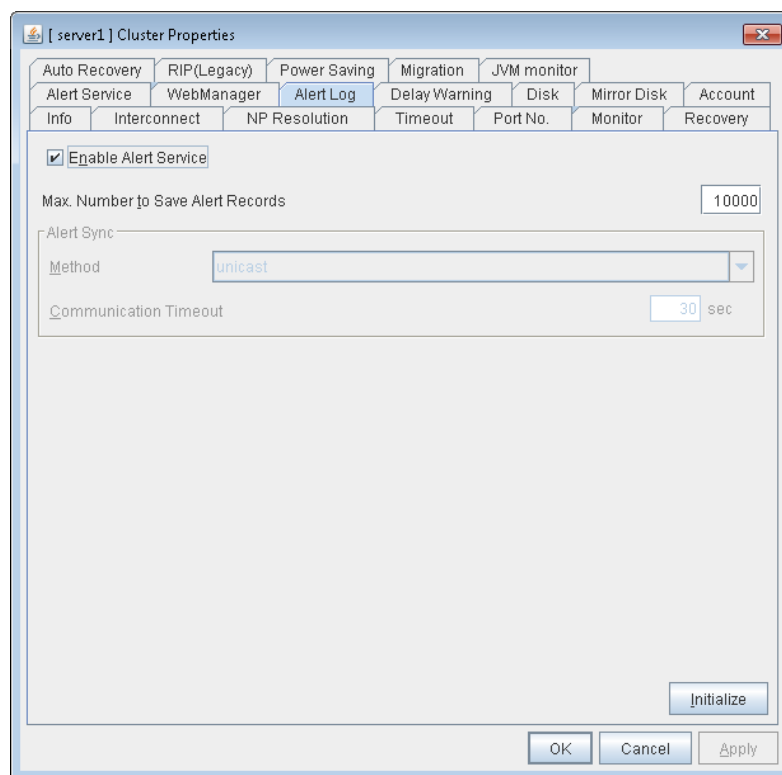 [ server1 ] Cluster Properties
Auto Recovery RIP(Legacy) Power Saving Migration JVM monitor
Alert Service WebManager Alert Log Delay Warning Disk Mirror Disk Account
Info Interconnect NP Resolution Timeout Port No. Monitor Recovery
Enable Alert Service
Max. Number to Save Alert Records 10000
Alert Sync
Method unicast
Communication Timeout 30 sec
Initialize
OK Cancel Apply